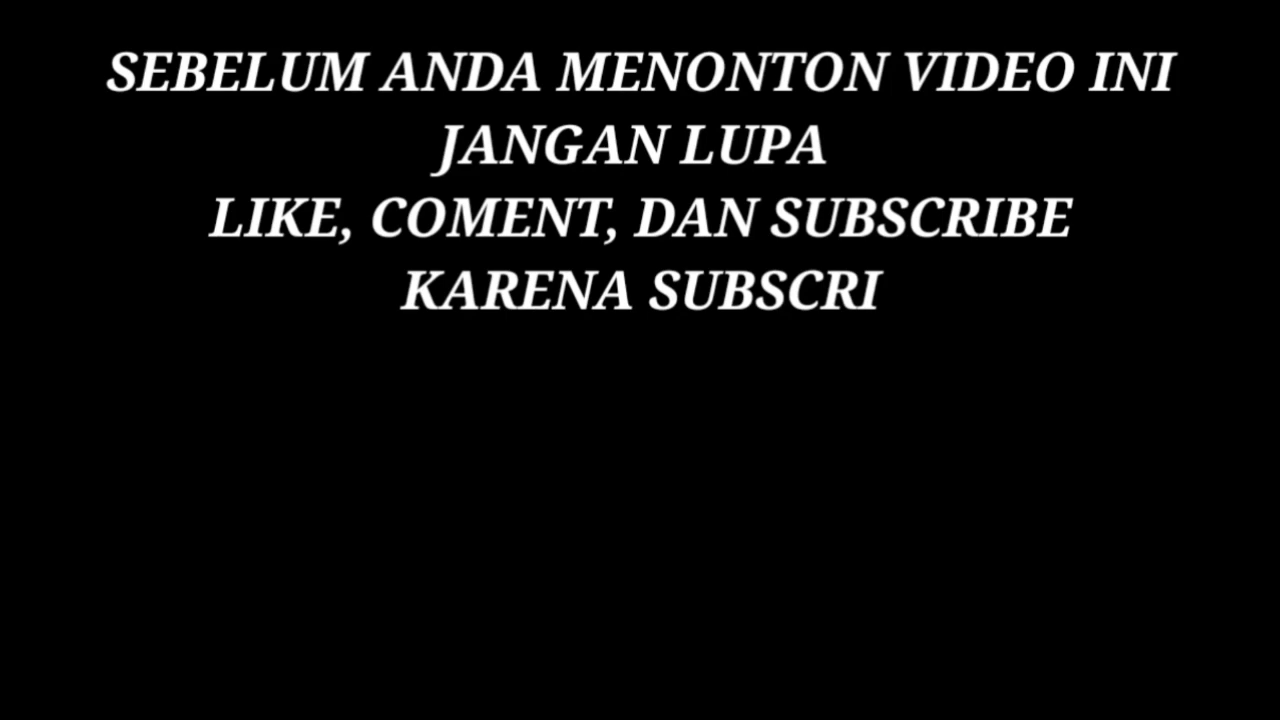 SEBELUM ANDA MENONTON VIDEO INI
JANGAN LUPA
LIKE, COMENT, DAN SUBSCRIBE
KARENA SUBSCRI